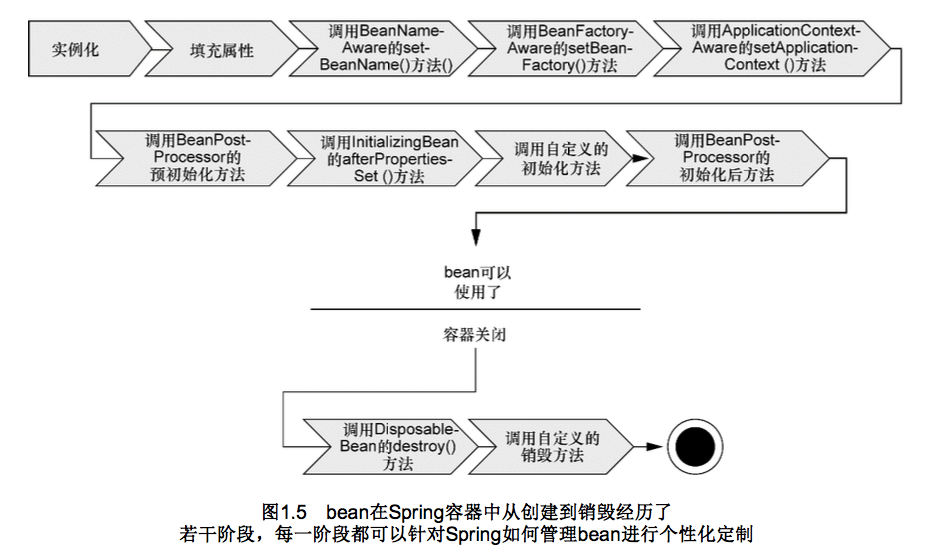 实例化
填充属性
调用BeanName-
Aware的set-
BeanName()方法()
调用BeanFactory-
Aware的setBean-
Factory()方法
调用ApplicationContext-
Aware的setApplication-
Context ()方法
调用BeanPost-
Processor的
预初始化方法
调用InitializingBean
的afterProperties-
Set ()方法
调用自定义的
初始化方法
调用BeanPost-
Processor的
初始化后方法
bean可以
使用了
容器关闭
调用Disposable-
Bean的destroy()
方法
调用自定义的
销毁方法
图1.5 bean在Spring容器中从创建到销毁经历了
若干阶段，每一阶段都可以针对Spring如何管理bean进行个性化定制